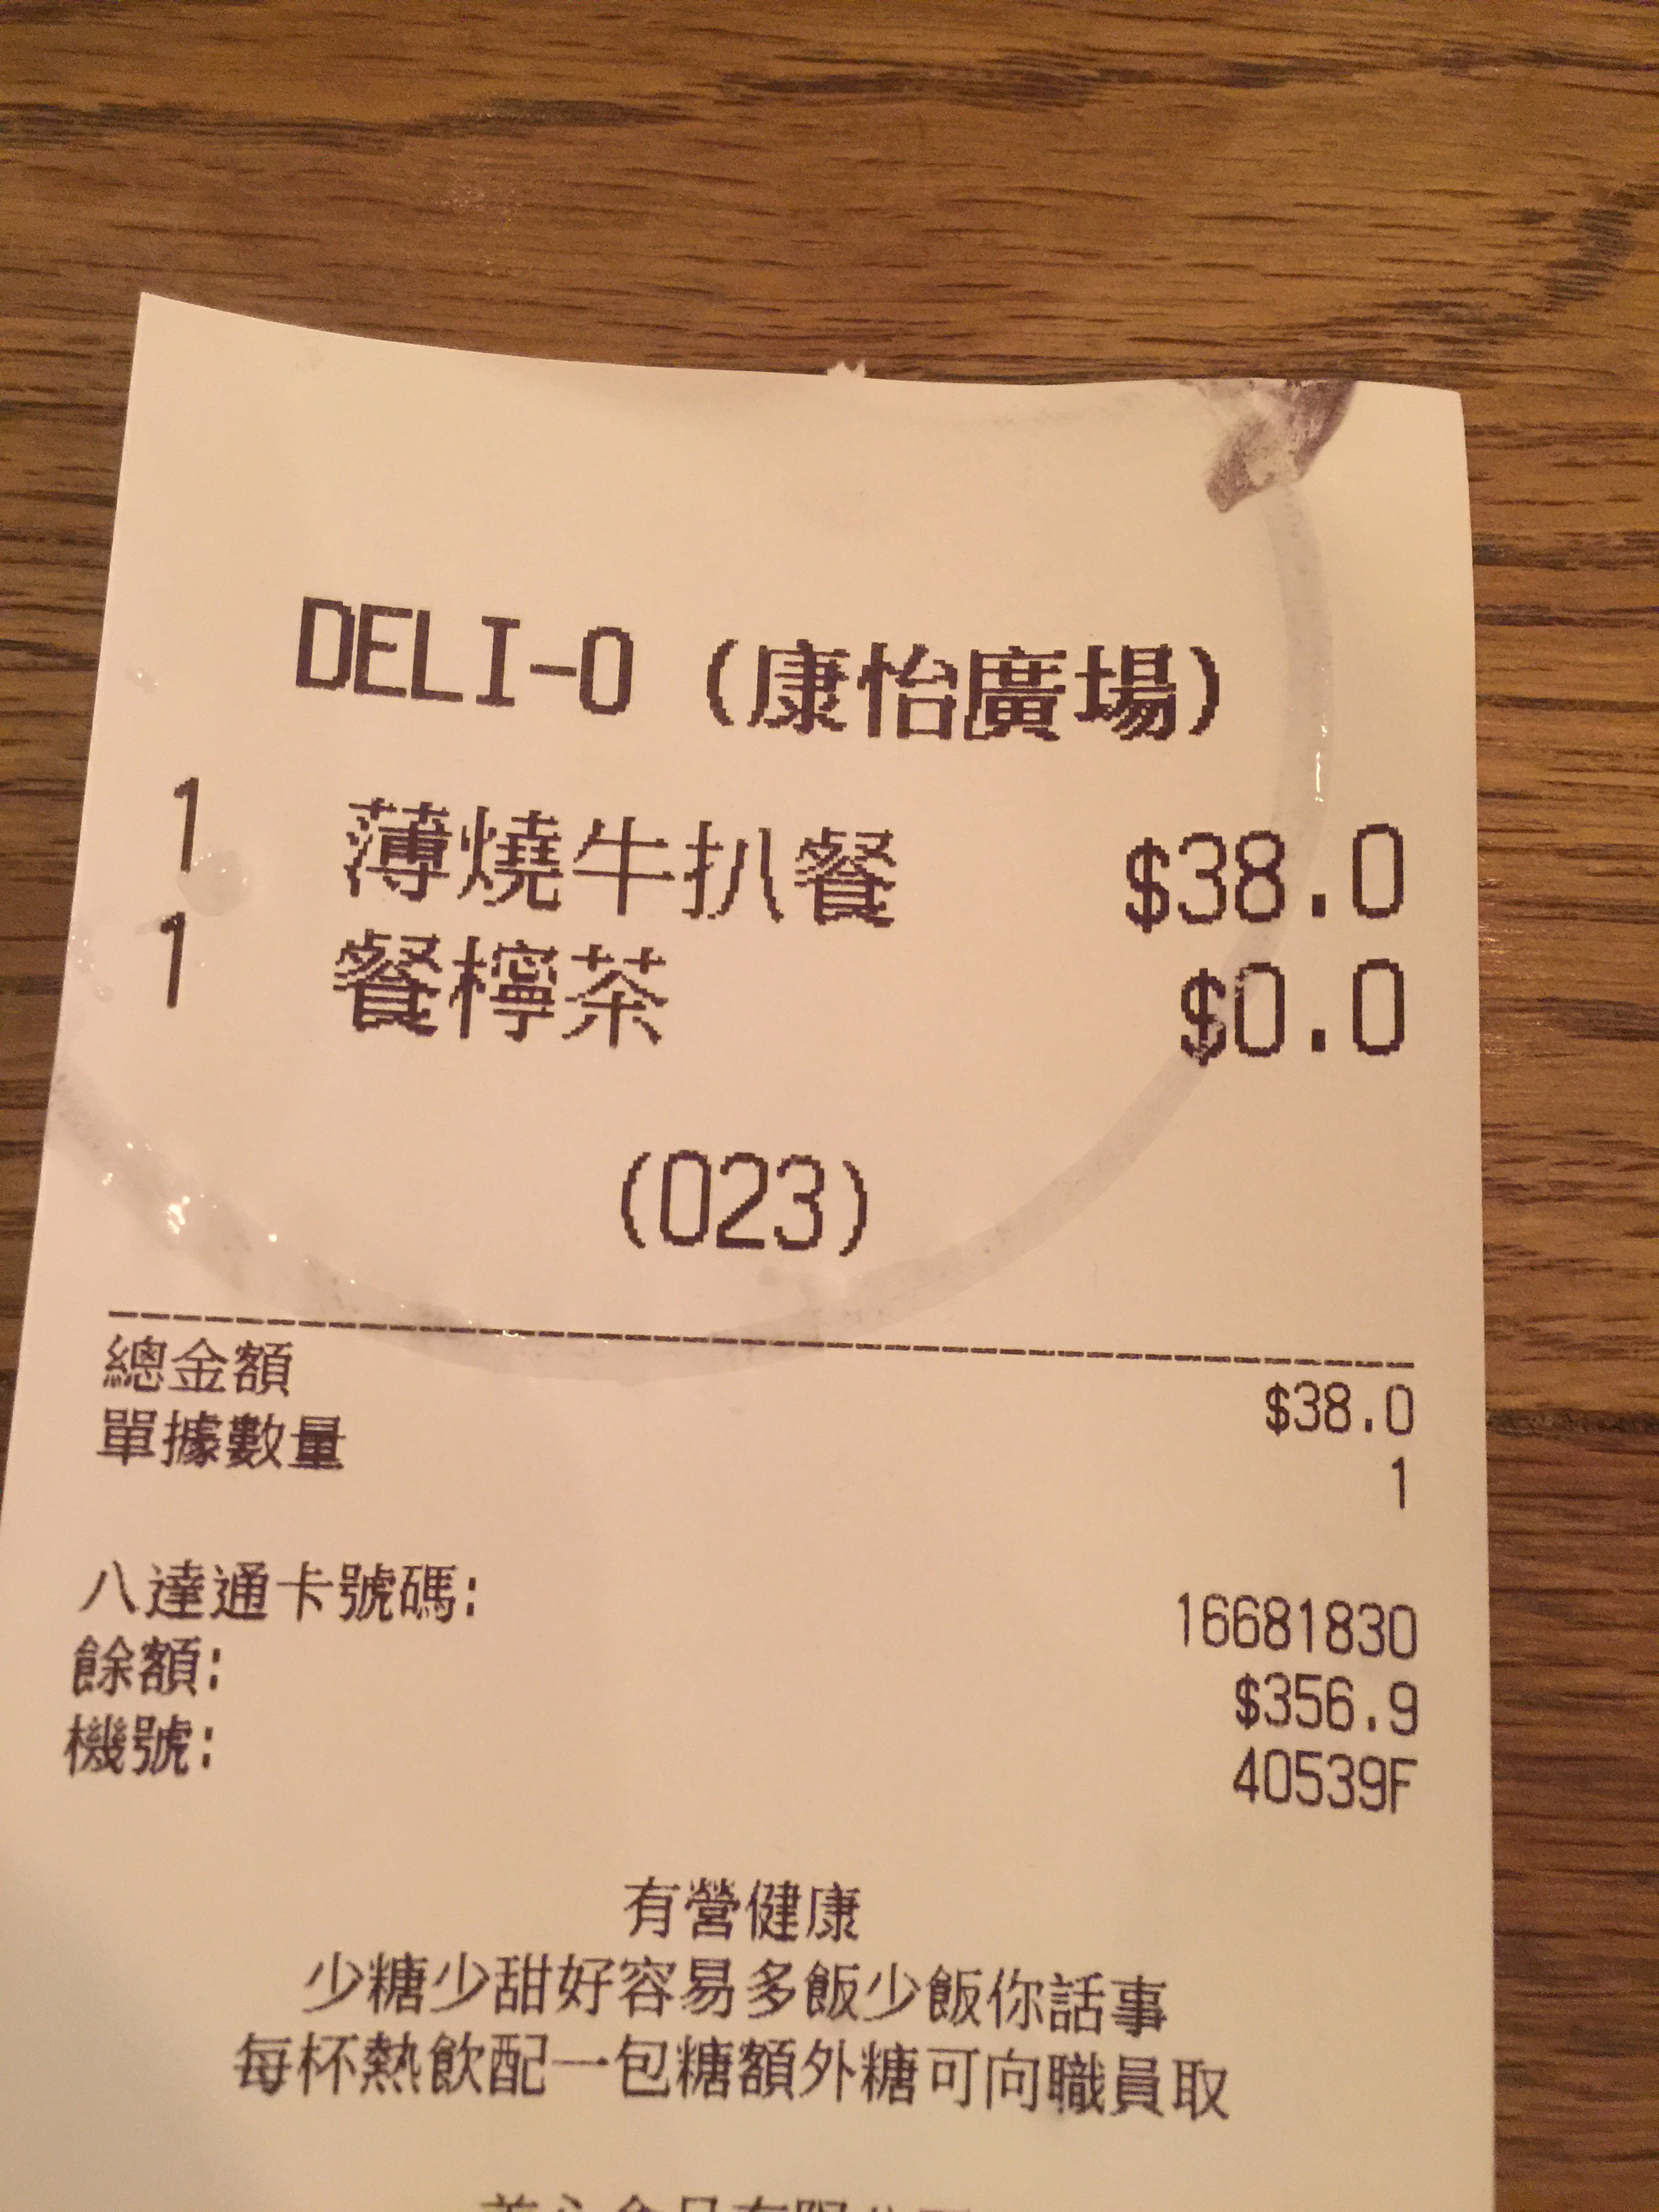 DELI-O (康怡廣場)
1 薄燒牛扒餐 $38.0
1 餐檸茶 $0.0
(023)
總金額 $38.0
單據數量 1
八達通卡號碼: 16681830
餘額: $356.9
機號: 40539F
有營健康
少糖少甜好容易多飯少飯你話事
每杯熱飲配一包糖額外糖可向職員取